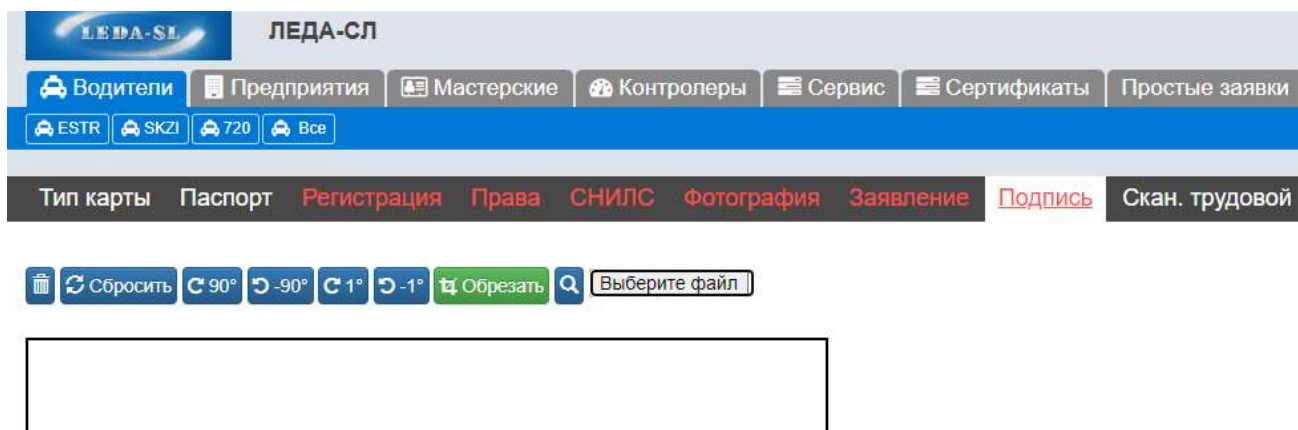 LEDA-SL ЛЕДА-СЛ
Водители Предприятия Мастерские Контролеры Сервис Сертификаты Простые заявки
ESTR SKZI 720 Все
Тип карты Паспорт Регистрация Права СНИЛС Фотография Заявление Подпись Скан. трудовой
Сбросить 90° -90° 1° -1° Обрезать Выберите файл